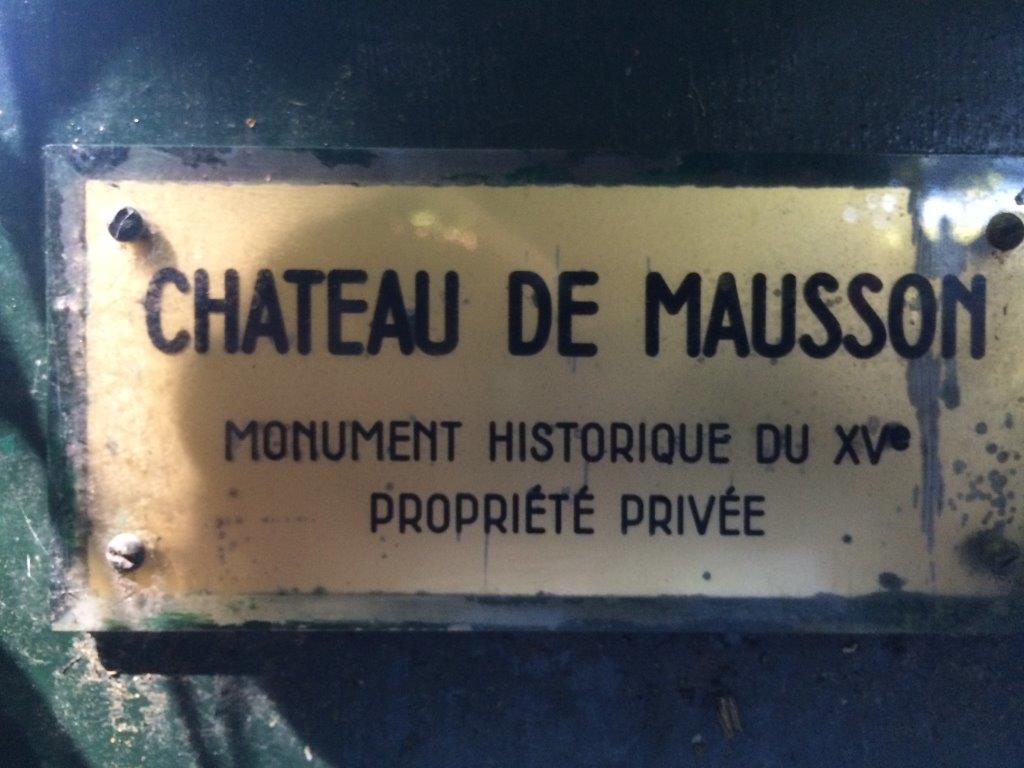 CHATEAU DE MAUSSON
MONUMENT HISTORIQUE DU XVe
PROPRIÉTÉ PRIVÉE